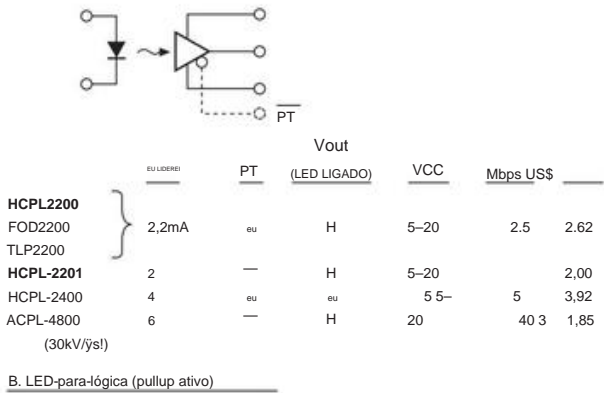 PT
Vout
EU LIDEREI PT (LED LIGADO) VCC Mbps US$
HCPL2200
FOD2200 2,2mA eu H 5–20 2.5 2.62
TLP2200
HCPL-2201 2 — H 5–20 2,00
HCPL-2400 4 eu eu 5 5– 5 3,92
ACPL-4800 6 — H 20 40 3 1,85
(30kV/ÿs!)
B. LED-para-lógica (pullup ativo)